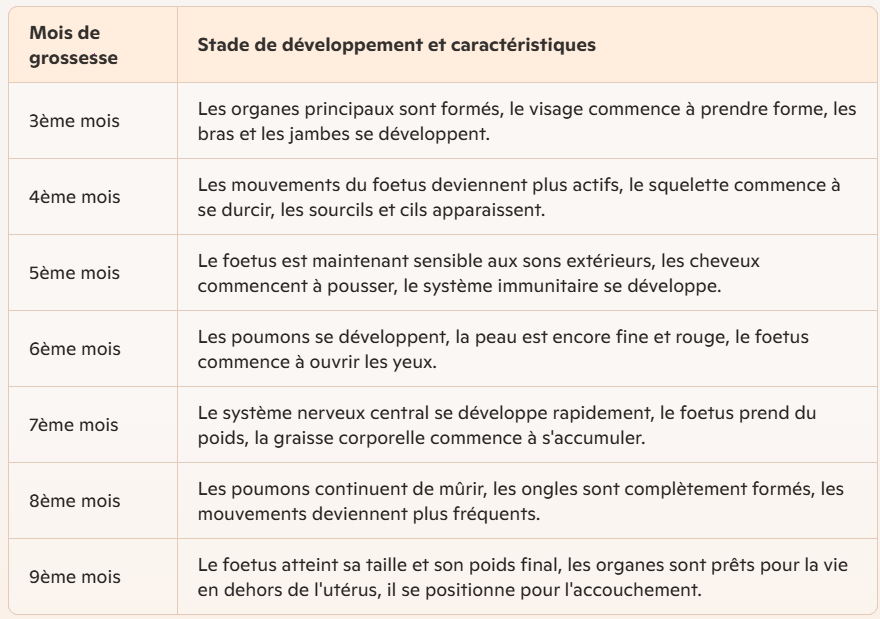 Mois de
grossesse
Stade de développement et caractéristiques
3ème mois
Les organes principaux sont formés, le visage commence à prendre forme, les
bras et les jambes se développent.
4ème mois
Les mouvements du foetus deviennent plus actifs, le squelette commence à
se durcir, les sourcils et cils apparaissent.
5ème mois
Le foetus est maintenant sensible aux sons extérieurs, les cheveux
commencent à pousser, le système immunitaire se développe.
6ème mois
Les poumons se développent, la peau est encore fine et rouge, le foetus
commence à ouvrir les yeux.
7ème mois
Le système nerveux central se développe rapidement, le foetus prend du
poids, la graisse corporelle commence à s'accumuler.
8ème mois
Les poumons continuent de mûrir, les ongles sont complètement formés, les
mouvements deviennent plus fréquents.
9ème mois
Le foetus atteint sa taille et son poids final, les organes sont prêts pour la vie
en dehors de l'utérus, il se positionne pour l'accouchement.